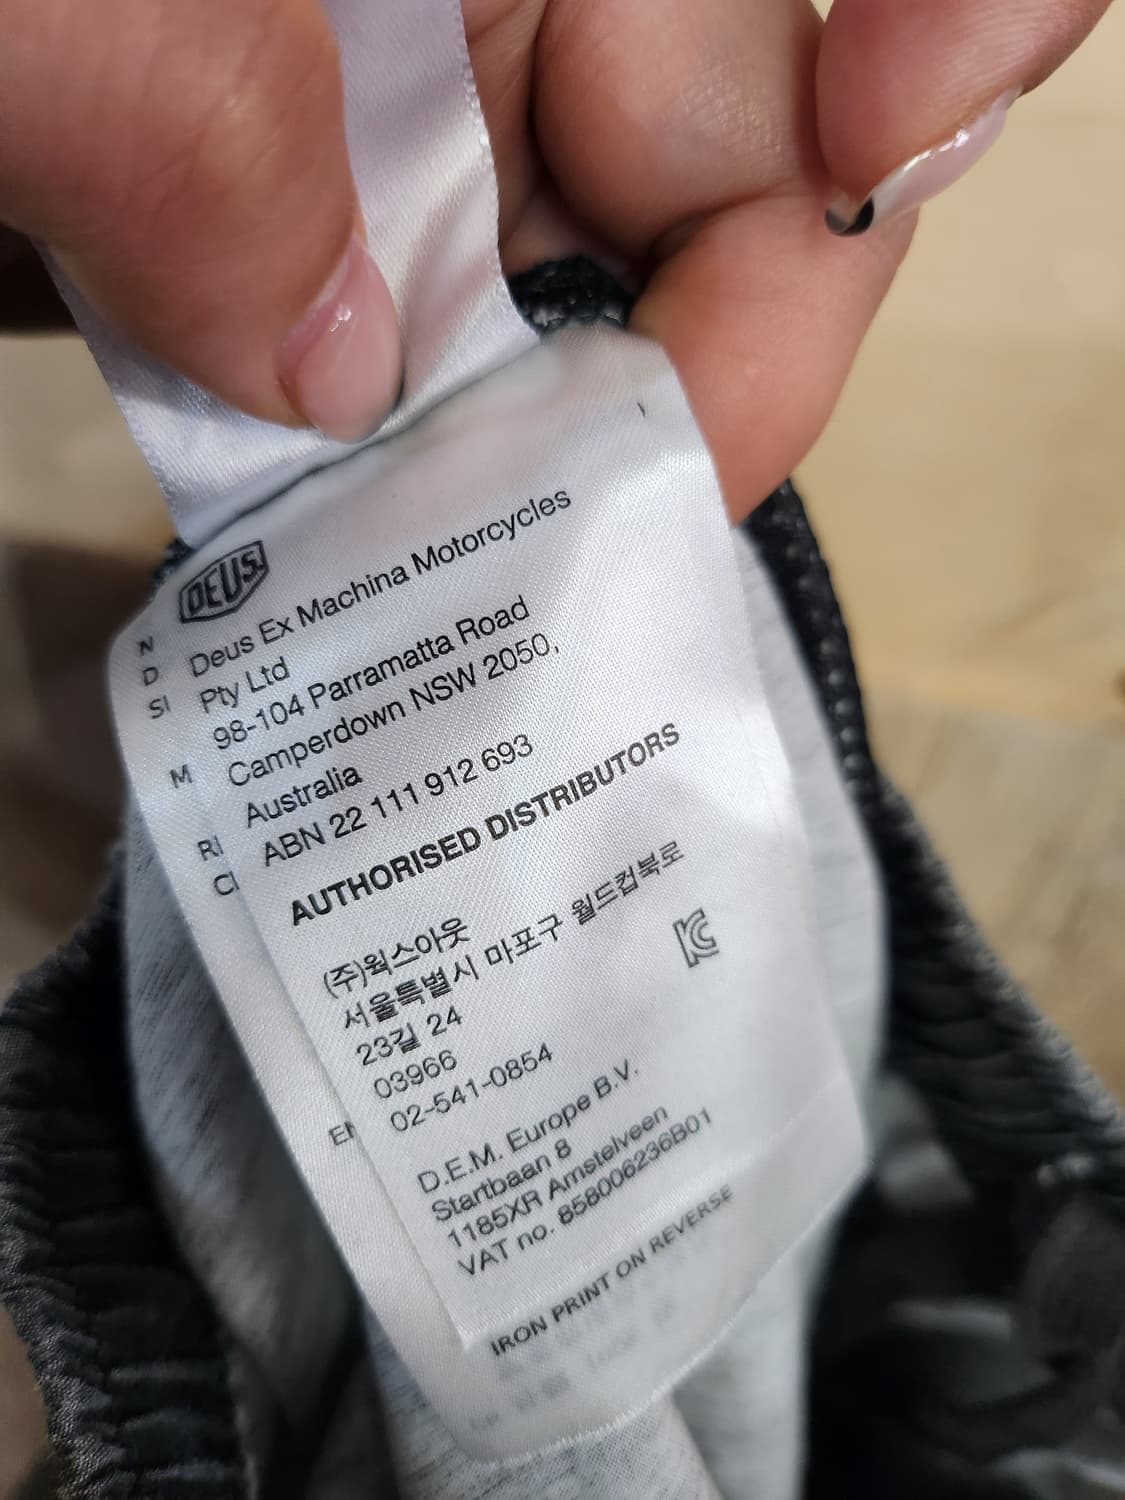 DEUS.
Deus Ex Machina Motorcycles
Pty Ltd
98-104 Parramatta Road
Camperdown NSW 2050,
Australia
ABN 22 111 912 693
AUTHORISED DISTRIBUTORS
(주)웍스아웃
서울특별시 마포구 월드컵북로
23길 24
03966
02-541-0854
D.E.M. Europe B.V.
Startbaan 8
1185XR Amstelveen
VAT no. 858006236B01
N
D
SI
M
RI
EN
IRON PRINT ON REVERSE